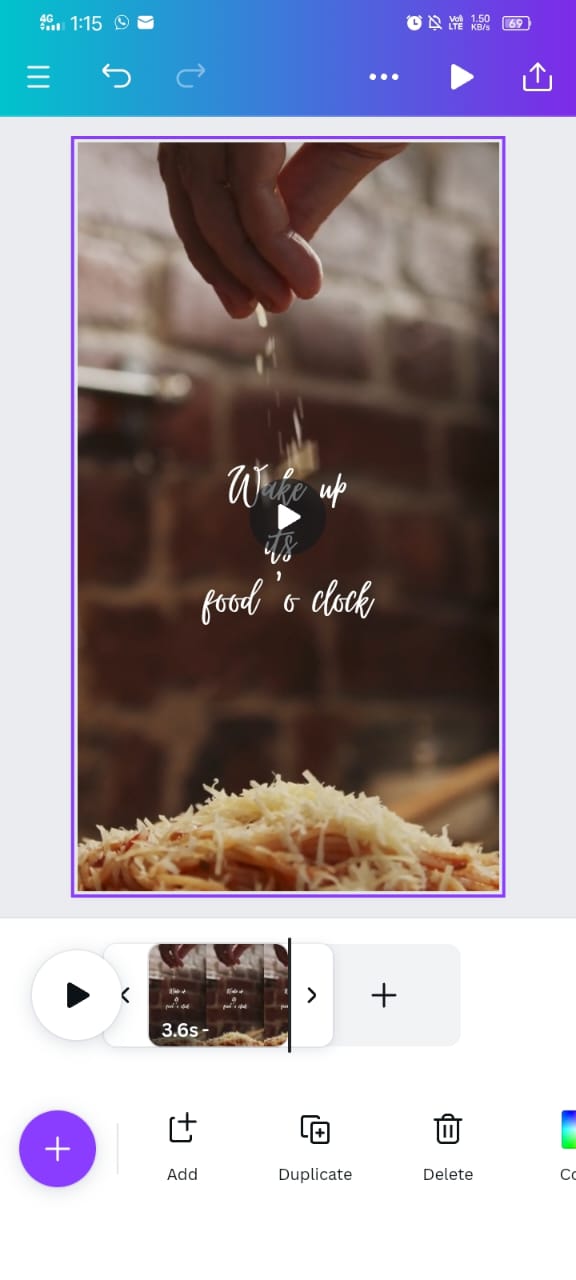 4G 1:15 Voli LTE 1.50 KB/s 69
Wake up
its
food 'o clock
3.6s -
Add Duplicate Delete Co